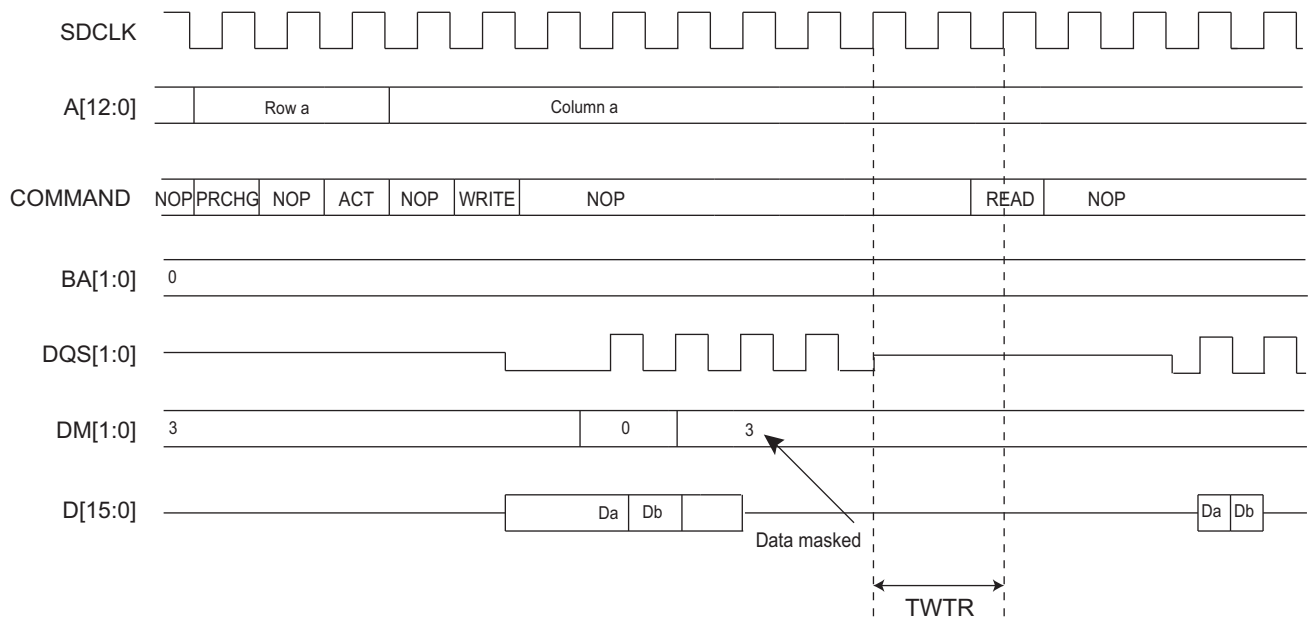 SDCLK
A[12:0] Row a Column a
COMMAND NOP PRCHG NOP ACT NOP WRITE NOP READ NOP
BA[1:0] 0
DQS[1:0]
DM[1:0] 3 0 3
D[15:0] Da Db Da Db
Data masked
TWTR